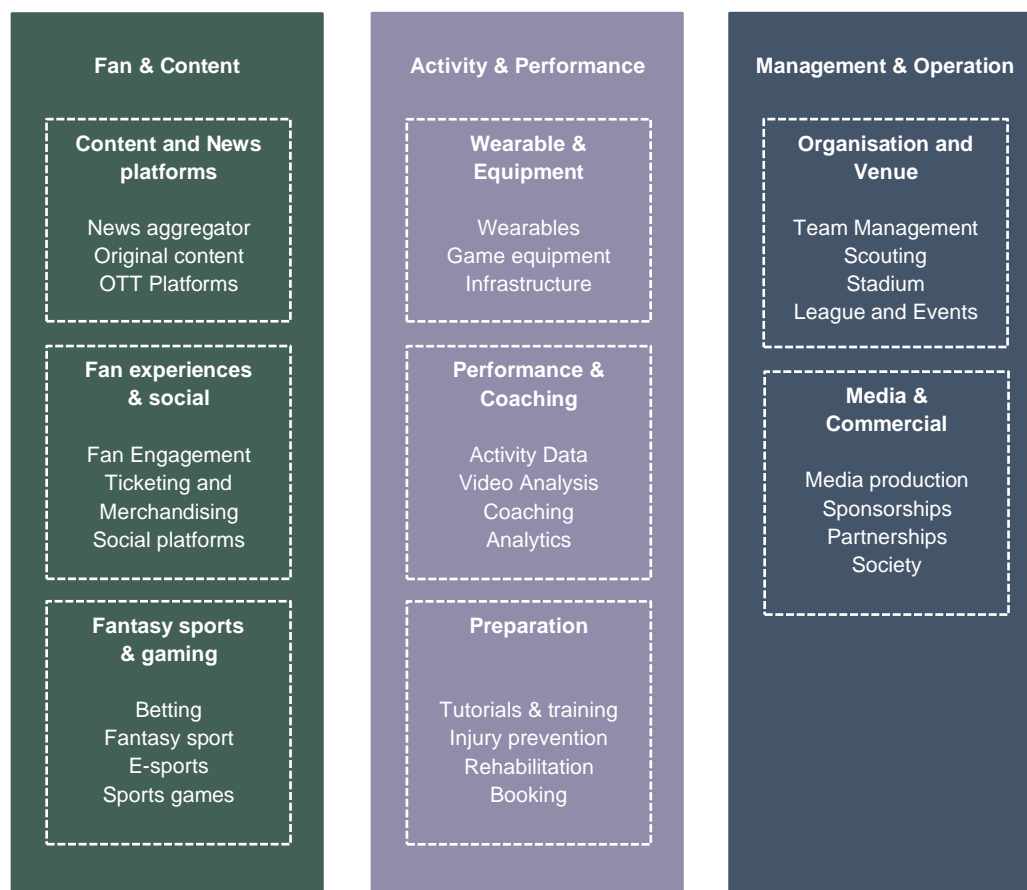 Fan & Content
Content and News
platforms
News aggregator
Original content
OTT Platforms
Fan experiences
& social
Fan Engagement
Ticketing and
Merchandising
Social platforms
Fantasy sports
& gaming
Betting
Fantasy sport
E-sports
Sports games
Activity & Performance
Wearable &
Equipment
Wearables
Game equipment
Infrastructure
Performance &
Coaching
Activity Data
Video Analysis
Coaching
Analytics
Preparation
Tutorials & training
Injury prevention
Rehabilitation
Booking
Management & Operation
Organisation and
Venue
Team Management
Scouting
Stadium
League and Events
Media &
Commercial
Media production
Sponsorships
Partnerships
Society